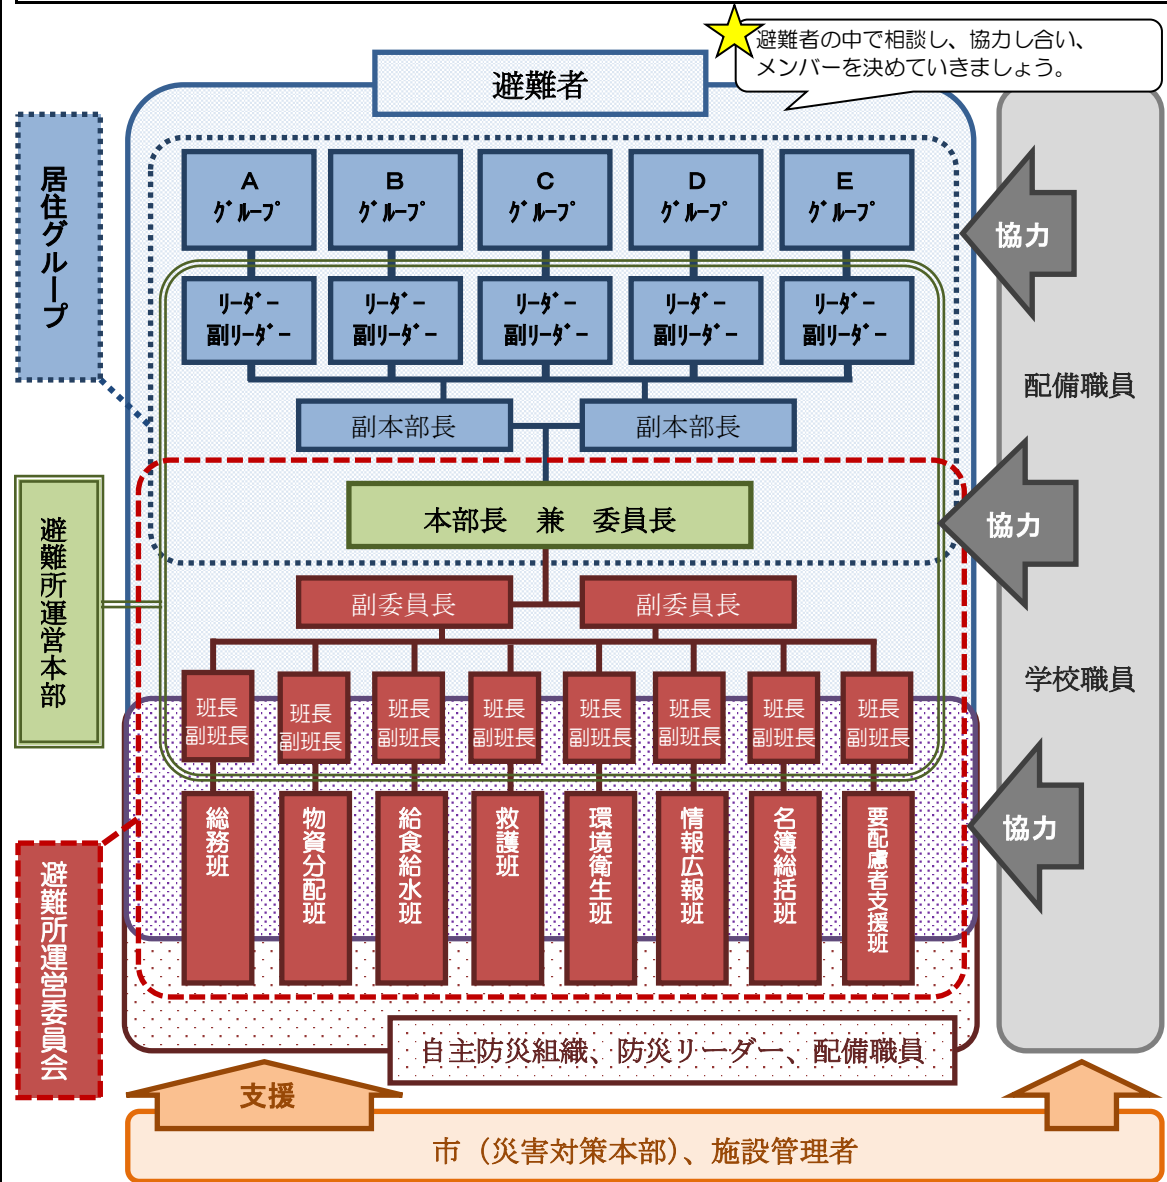 避難者の中で相談し、協力し合い、
メンバーを決めていきましょう。
避難者
居住グループ
A
グループ
B
グループ
C
グループ
D
グループ
E
グループ
リーダー
副リーダー
リーダー
副リーダー
リーダー
副リーダー
リーダー
副リーダー
リーダー
副リーダー
副本部長
副本部長
避難所運営本部
本部長　兼　委員長
副委員長
副委員長
班長
副班長
班長
副班長
班長
副班長
班長
副班長
班長
副班長
班長
副班長
班長
副班長
班長
副班長
避難所運営委員会
総務班
物資分配班
給食給水班
救護班
環境衛生班
情報広報班
名簿総括班
要配慮者支援班
自主防災組織、防災リーダー、配備職員
協力
配備職員
協力
学校職員
協力
支援
市（災害対策本部）、施設管理者